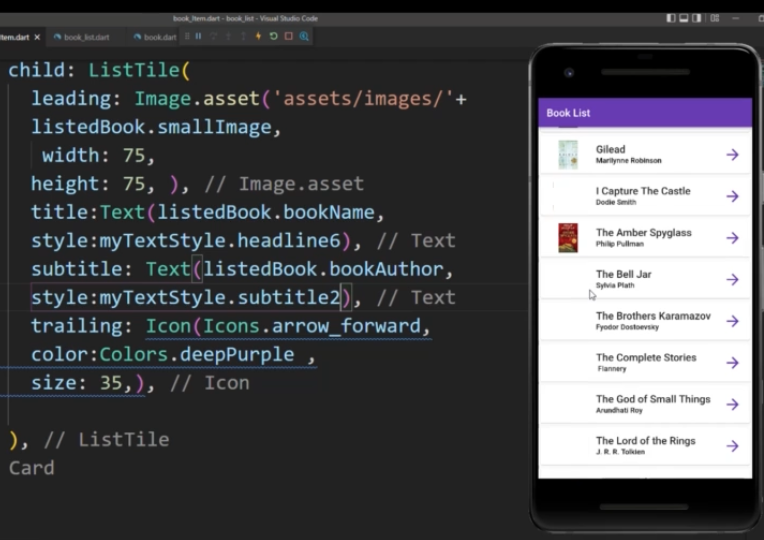 book_item.dart - book_list - Visual Studio Code
tem.dart
book_list.dart
book.dart
child: ListTile(
leading: Image.asset('assets/images/'+
listedBook.smallImage,
width: 75,
height: 75, ), // Image.asset
title:Text(listedBook.bookName,
style:myTextStyle.headline6), // Text
subtitle: Text(listedBook.bookAuthor,
style:myTextStyle.subtitle2), // Text
trailing: Icon(Icons.arrow_forward,
color:Colors.deepPurple ,
size: 35,), // Icon
), // ListTile
Card
Book List
Gilead
Marilynne Robinson
I Capture The Castle
Dodie Smith
The Amber Spyglass
Philip Pullman
The Bell Jar
Sylvia Plath
The Brothers Karamazov
Fyodor Dostoevsky
The Complete Stories
Flannery
The God of Small Things
Arundhati Roy
The Lord of the Rings
J. R. R. Tolkien